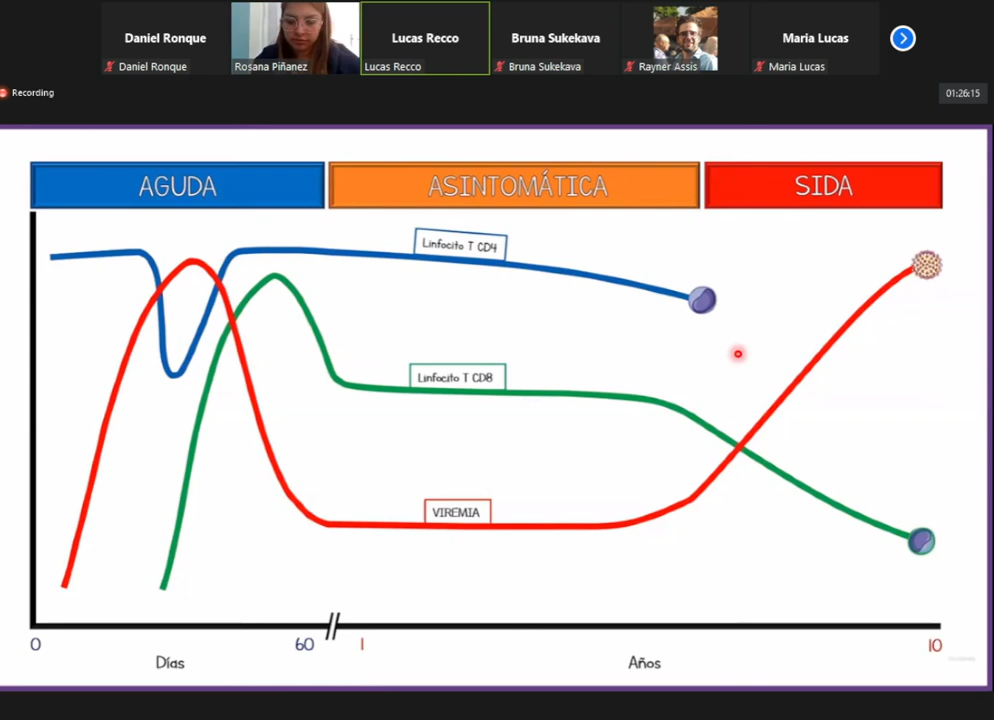 Daniel Ronque
Lucas Recco
Bruna Sukekava
Maria Lucas
Daniel Ronque
Rosana Piñanez
Lucas Recco
Bruna Sukekava
Rayner Assis
Maria Lucas
Recording
01:26:15
AGUDA
ASINTOMÁTICA
SIDA
Linfocito T CD4
Linfocito T CD8
VIREMIA
0
60
1
10
Días
Años